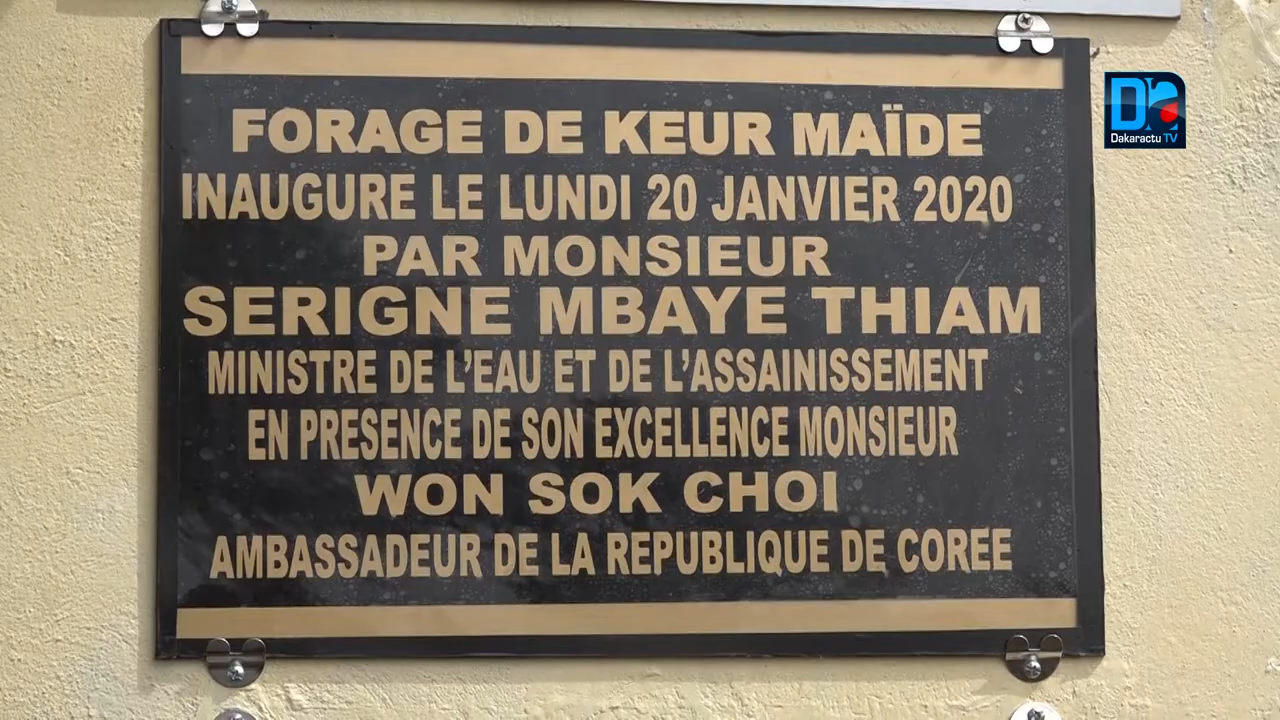 FORAGE DE KEUR MAÏDE
INAUGURE LE LUNDI 20 JANVIER 2020
PAR MONSIEUR
SERIGNE MBAYE THIAM
MINISTRE DE L'EAU ET DE L'ASSAINISSEMENT
EN PRESENCE DE SON EXCELLENCE MONSIEUR
WON SOK CHOI
AMBASSADEUR DE LA REPUBLIQUE DE COREE
Da
Dakaractu TV